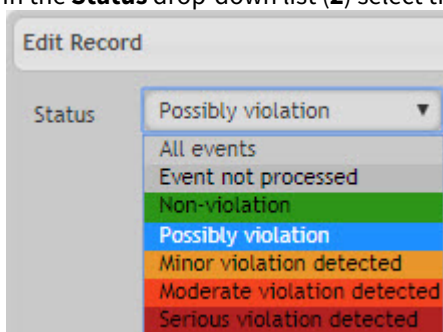 in the Status drop-down list (2) select t
Edit Record
Status Possibly violation
All events
Event not processed
Non-violation
Possibly violation
Minor violation detected
Moderate violation detected
Serious violation detected